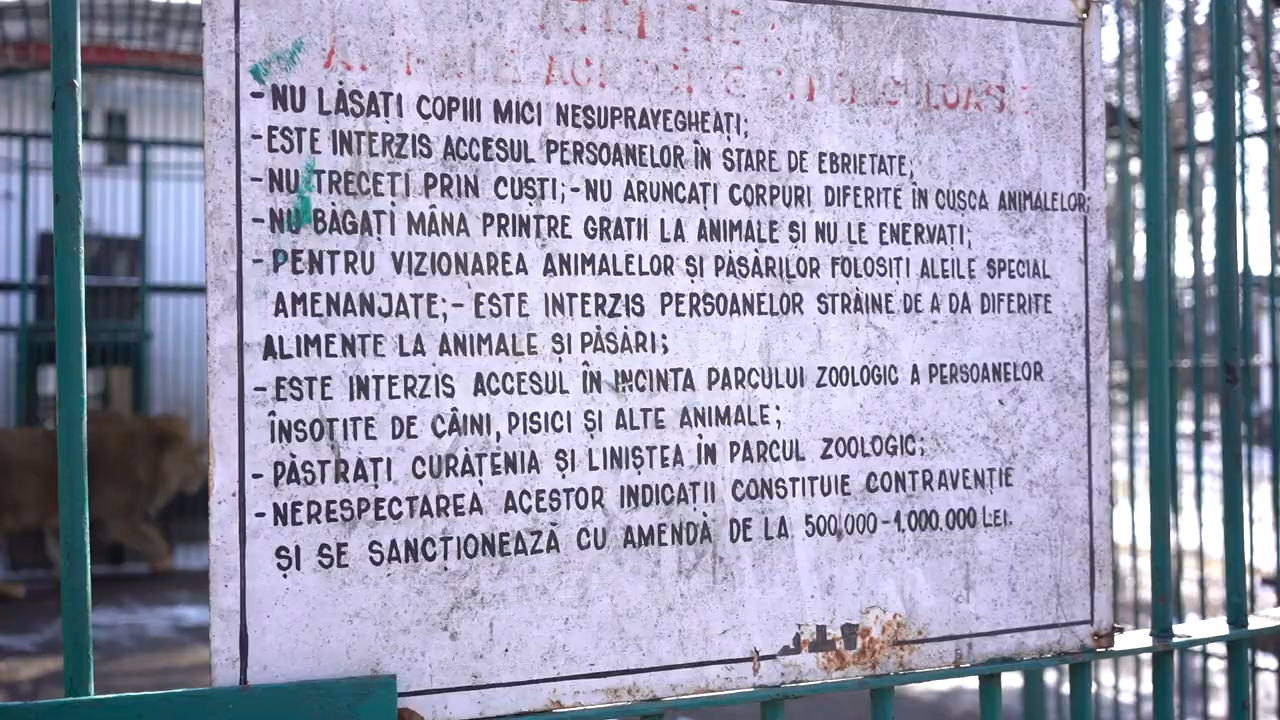 -NU LĂSAȚI COPIII MICI NESUPRAVEGHEAȚI;
-ESTE INTERZIS ACCESUL PERSOANELOR ÎN STARE DE EBRIETATE;
-NU TRECEȚI PRIN CUȘTI;-NU ARUNCAȚI CORPURI DIFERITE ÎN CUSCA ANIMALELOR;
-NU BĂGAȚI MÂNA PRINTRE GRATII LA ANIMALE ȘI NU LE ENERVAȚI;
-PENTRU VIZIONAREA ANIMALELOR ȘI PĂSĂRILOR FOLOSIȚI ALEILE SPECIAL
AMENANJATE;-ESTE INTERZIS PERSOANELOR STRĂINE DE A DA DIFERITE
ALIMENTE LA ANIMALE ȘI PĂSĂRI;
-ESTE INTERZIS ACCESUL ÎN INCINTA PARCULUI ZOOLOGIC A PERSOANELOR
ÎNSOȚITE DE CÂINI, PISICI ȘI ALTE ANIMALE;
-PĂSTRAȚI CURĂȚENIA ȘI LINIȘTEA ÎN PARCUL ZOOLOGIC;
-NERESPECTAREA ACESTOR INDICAȚII CONSTITUIE CONTRAVENȚIE
ȘI SE SANCȚIONEAZĂ CU AMENDĂ DE LA 500.000-1.000.000 LEI.